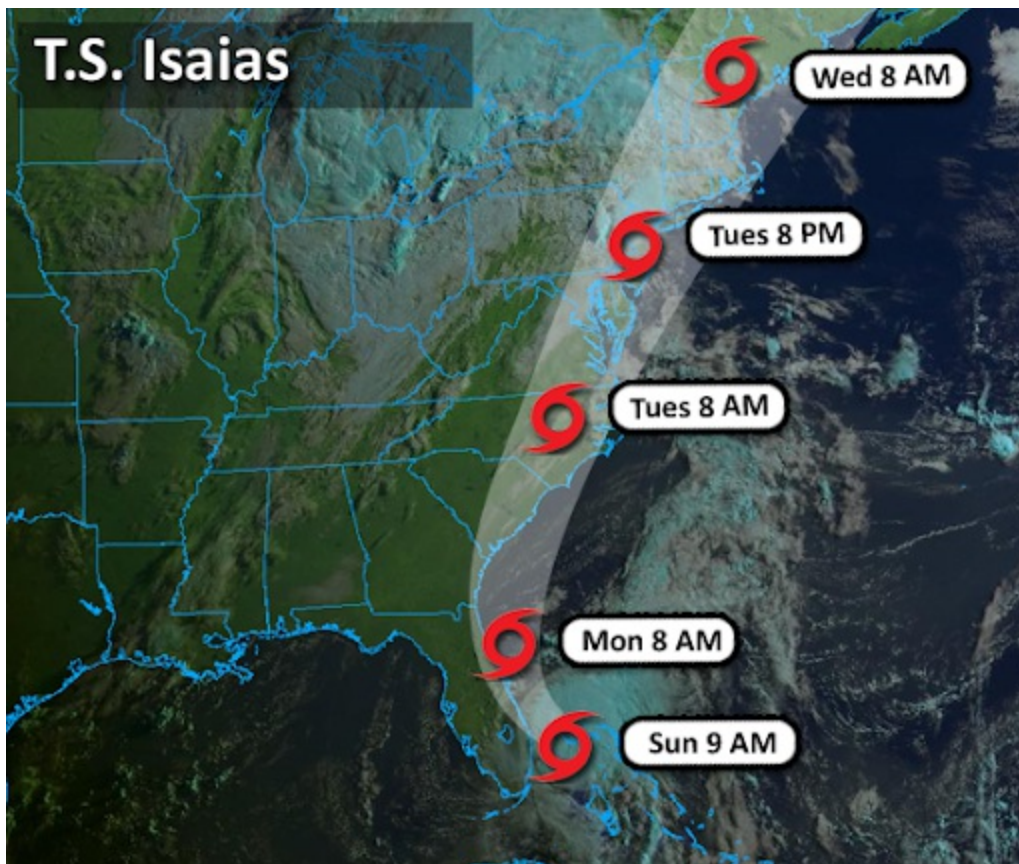 T.S. Isaias
Wed 8 AM
Tues 8 PM
Tues 8 AM
Mon 8 AM
Sun 9 AM